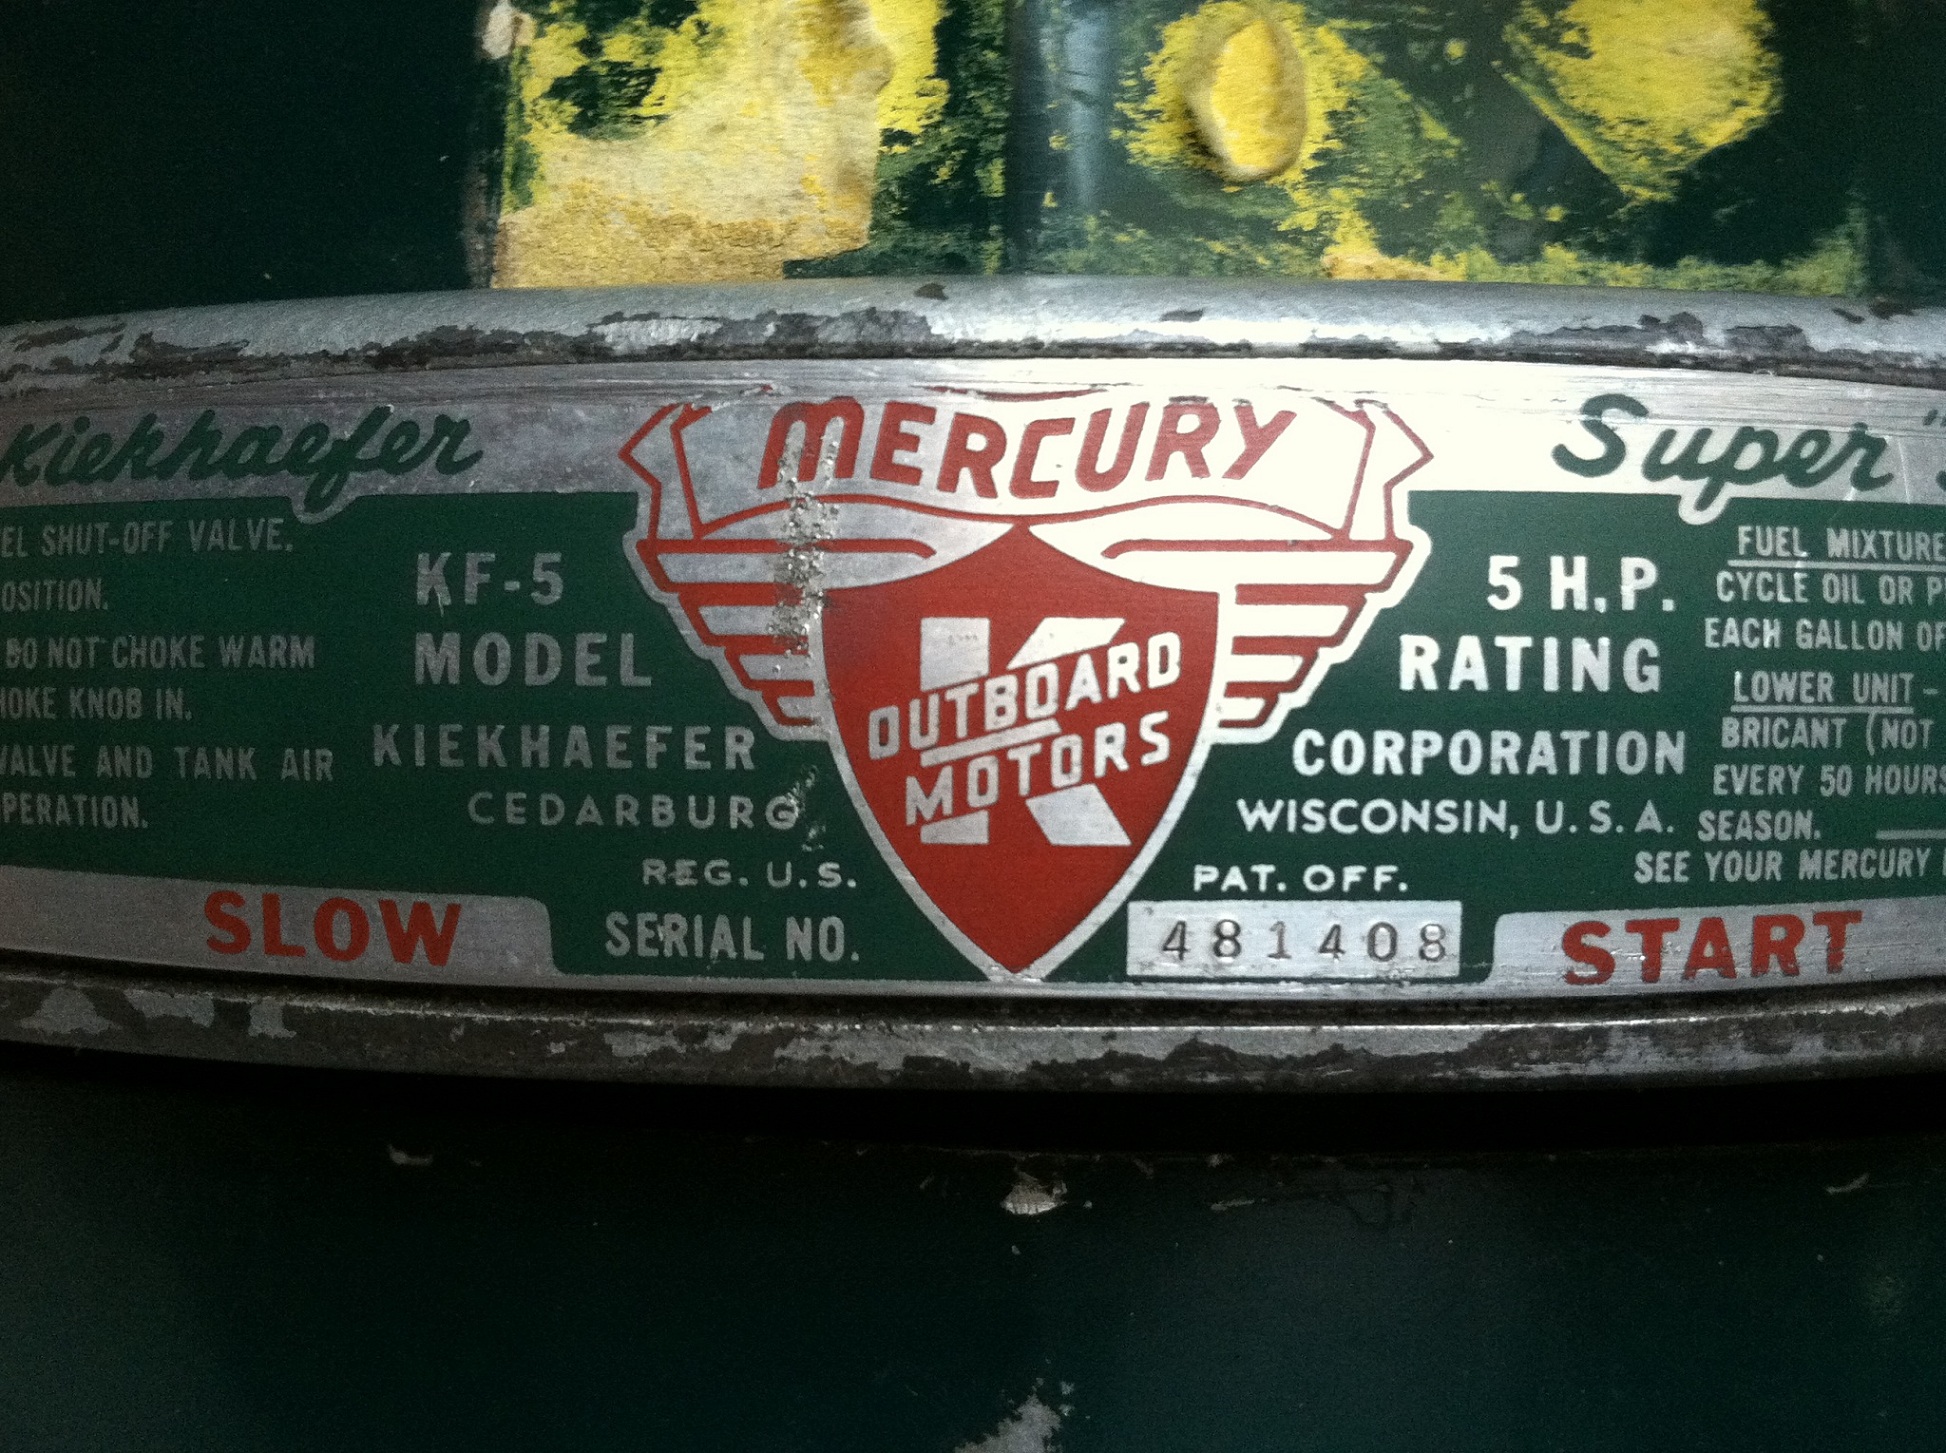 Kiekhaefer
MERCURY
Super "
EL SHUT-OFF VALVE.
OSITION.
DO NOT CHOKE WARM
HOKE KNOB IN.
VALVE AND TANK AIR
PERATION.
KF-5
MODEL
KIEKHAEFER
CEDARBURG
REG. U.S.
SERIAL NO.
SLOW
K
OUTBOARD
MOTORS
5 H.P.
RATING
CORPORATION
WISCONSIN, U.S.A.
PAT. OFF.
481408
START
FUEL MIXTURE
CYCLE OIL OR P
EACH GALLON OF
LOWER UNIT -
BRICANT (NOT
EVERY 50 HOURS
SEASON.
SEE YOUR MERCURY